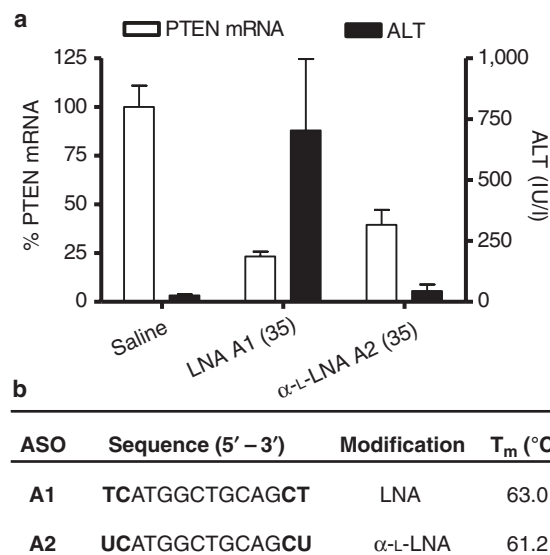 a
PTEN mRNA ALT
125 1,000
100 750
75
500
50
250
25
0 0
% PTEN mRNA
ALT (IU/l)
Saline
LNA A1 (35)
α-L-LNA A2 (35)
b
ASO Sequence (5′ – 3′) Modification Tm (°C
A1 TCATGGCTGCAGCT LNA 63.0
A2 UCATGGCTGCAGCU α-L-LNA 61.2